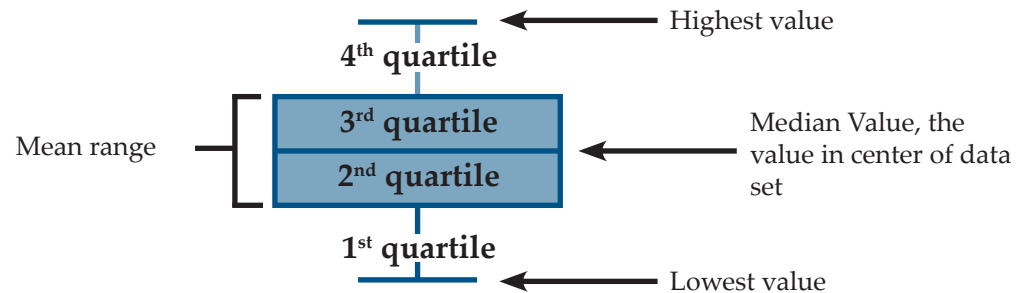 Highest value
4th quartile
3rd quartile
Mean range
Median Value, the
value in center of data
set
2nd quartile
1st quartile
Lowest value